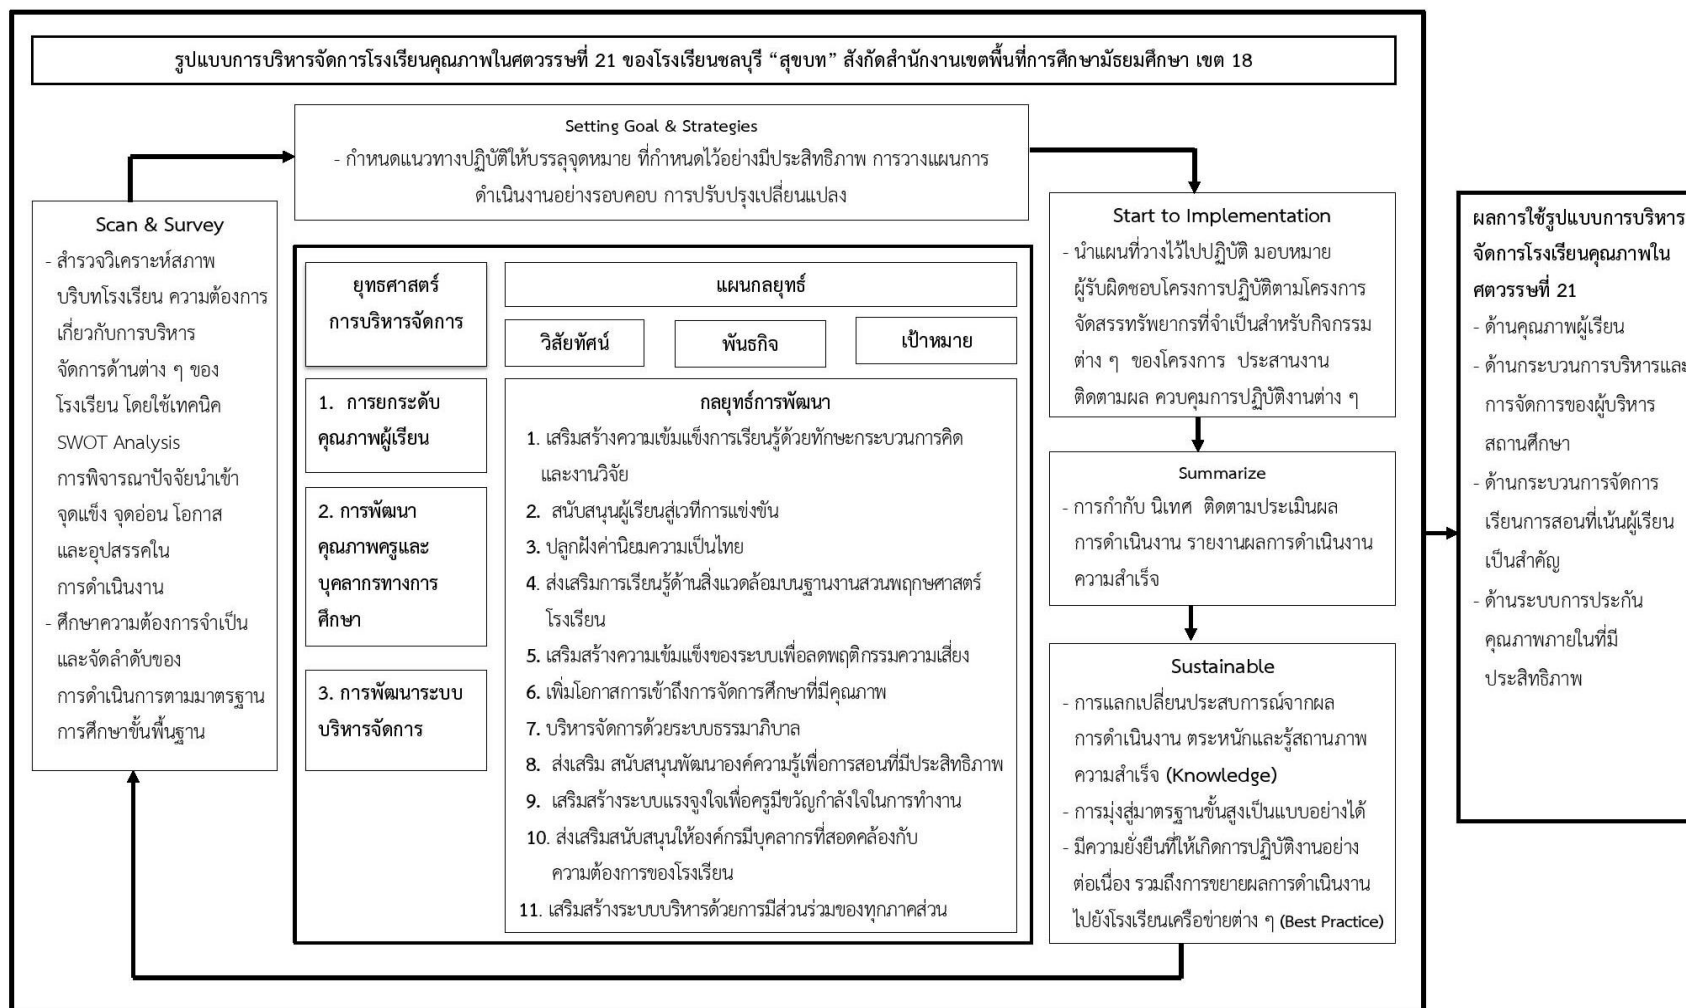 รูปแบบการบริหารจัดการโรงเรียนคุณภาพในศตวรรษที่ 21 ของโรงเรียนชลบุรี “สุขบท” สังกัดสำนักงานเขตพื้นที่การศึกษามัธยมศึกษา เขต 18
Setting Goal & Strategies
- กำหนดแนวทางปฏิบัติให้บรรลุจุดหมาย ที่กำหนดไว้อย่างมีประสิทธิภาพ การวางแผนการ
ดำเนินงานอย่างรอบคอบ การปรับปรุงเปลี่ยนแปลง
Scan & Survey
- สำรวจวิเคราะห์สภาพ
บริบทโรงเรียน ความต้องการ
เกี่ยวกับการบริหาร
จัดการด้านต่าง ๆ ของ
โรงเรียน โดยใช้เทคนิค
SWOT Analysis
การพิจารณาปัจจัยนำเข้า
จุดแข็ง จุดอ่อน โอกาส
และอุปสรรคใน
การดำเนินงาน
- ศึกษาความต้องการจำเป็น
และจัดลำดับของ
การดำเนินการตามมาตรฐาน
การศึกษาขั้นพื้นฐาน
ยุทธศาสตร์
การบริหารจัดการ
1. การยกระดับ
คุณภาพผู้เรียน
2. การพัฒนา
คุณภาพครูและ
บุคลากรทางการ
ศึกษา
3. การพัฒนาระบบ
บริหารจัดการ
แผนกลยุทธ์
วิสัยทัศน์
พันธกิจ
เป้าหมาย
กลยุทธ์การพัฒนา
1. เสริมสร้างความเข้มแข็งการเรียนรู้ด้วยทักษะกระบวนการคิด
และงานวิจัย
2. สนับสนุนผู้เรียนสู่เวทีการแข่งขัน
3. ปลูกฝังค่านิยมความเป็นไทย
4. ส่งเสริมการเรียนรู้ด้านสิ่งแวดล้อมบนฐานงานสวนพฤกษศาสตร์
โรงเรียน
5. เสริมสร้างความเข้มแข็งของระบบเพื่อลดพฤติกรรมความเสี่ยง
6. เพิ่มโอกาสการเข้าถึงการจัดการศึกษาที่มีคุณภาพ
7. บริหารจัดการด้วยระบบธรรมาภิบาล
8. ส่งเสริม สนับสนุนพัฒนาองค์ความรู้เพื่อการสอนที่มีประสิทธิภาพ
9. เสริมสร้างระบบแรงจูงใจเพื่อครูมีขวัญกำลังใจในการทำงาน
10. ส่งเสริมสนับสนุนให้องค์กรมีบุคลากรที่สอดคล้องกับ
ความต้องการของโรงเรียน
11. เสริมสร้างระบบบริหารด้วยการมีส่วนร่วมของทุกภาคส่วน
Start to Implementation
- นำแผนที่วางไว้ไปปฏิบัติ มอบหมาย
ผู้รับผิดชอบโครงการปฏิบัติตามโครงการ
จัดสรรทรัพยากรที่จำเป็นสำหรับกิจกรรม
ต่าง ๆ ของโครงการ ประสานงาน
ติดตามผล ควบคุมการปฏิบัติงานต่าง ๆ
Summarize
- การกำกับ นิเทศ ติดตามประเมินผล
การดำเนินงาน รายงานผลการดำเนินงาน
ความสำเร็จ
Sustainable
- การแลกเปลี่ยนประสบการณ์จากผล
การดำเนินงาน ตระหนักและรู้สถานภาพ
ความสำเร็จ (Knowledge)
- การมุ่งสู่มาตรฐานขั้นสูงเป็นแบบอย่างได้
- มีความยั่งยืนที่ให้เกิดการปฏิบัติงานอย่าง
ต่อเนื่อง รวมถึงการขยายผลการดำเนินงาน
ไปยังโรงเรียนเครือข่ายต่าง ๆ (Best Practice)
ผลการใช้รูปแบบการบริหาร
จัดการโรงเรียนคุณภาพใน
ศตวรรษที่ 21
- ด้านคุณภาพผู้เรียน
- ด้านกระบวนการบริหารและ
การจัดการของผู้บริหาร
สถานศึกษา
- ด้านกระบวนการจัดการ
เรียนการสอนที่เน้นผู้เรียน
เป็นสำคัญ
- ด้านระบบการประกัน
คุณภาพภายในที่มี
ประสิทธิภาพ